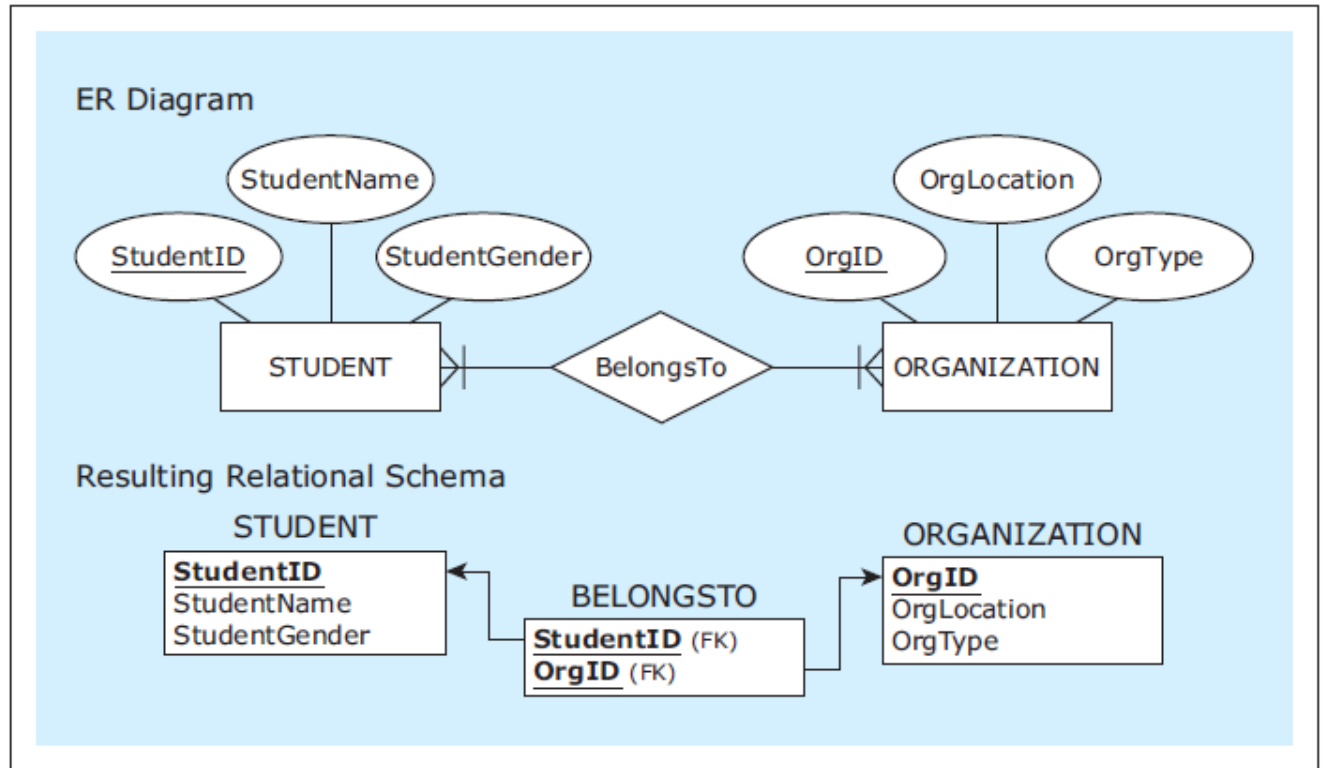 ER Diagram
StudentName
StudentID
StudentGender
OrgLocation
OrgID
OrgType
STUDENT
BelongsTo
ORGANIZATION
Resulting Relational Schema
STUDENT
StudentID
StudentName
StudentGender
BELONGSTO
StudentID (FK)
OrgID (FK)
ORGANIZATION
OrgID
OrgLocation
OrgType